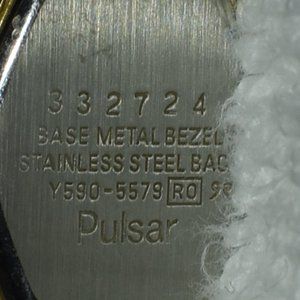 332724
BASE METAL BEZEL
STAINLESS STEEL BAC
Y590-5579 RO
Pulsar